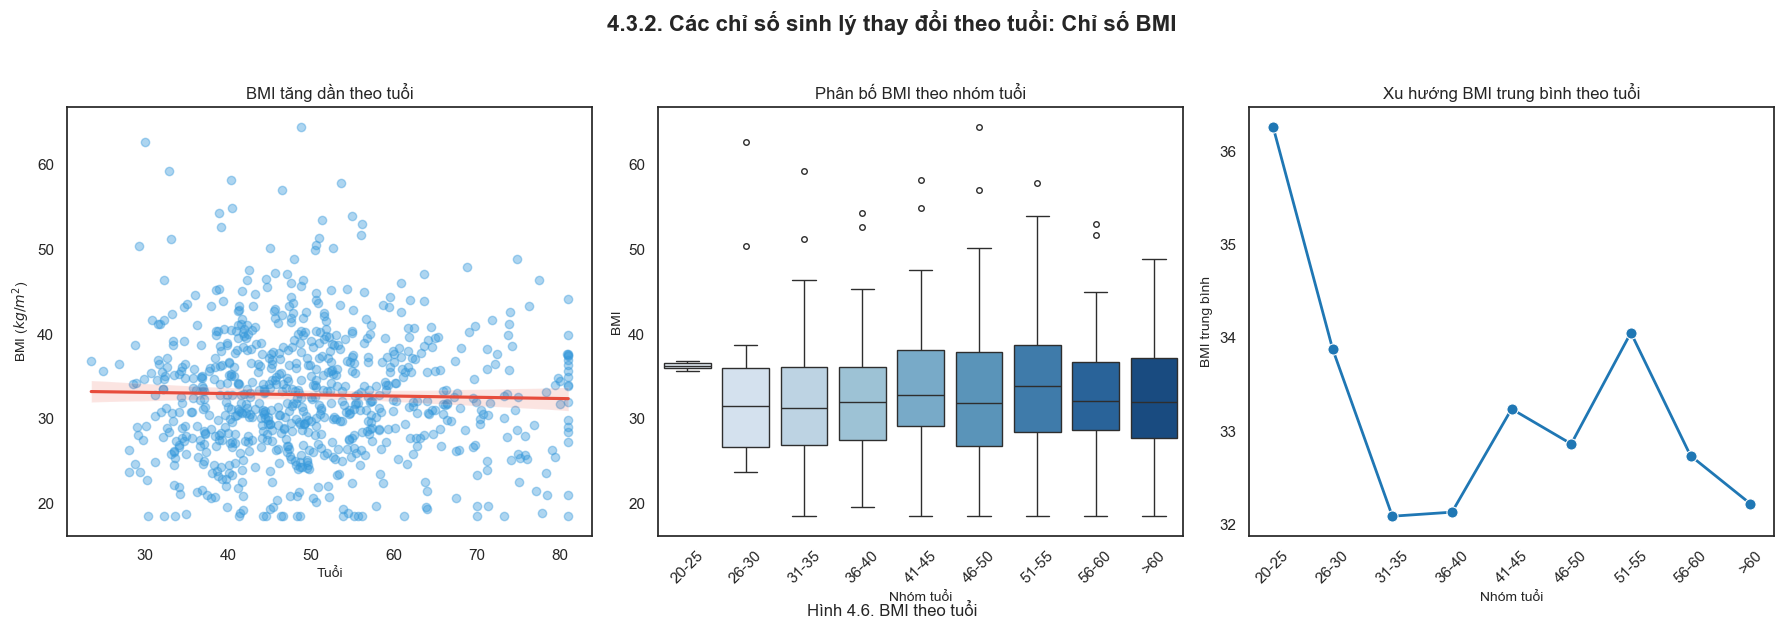 4.3.2. Các chỉ số sinh lý thay đổi theo tuổi: Chỉ số BMI
BMI tăng dần theo tuổi
BMI (kg/m²)
60
50
40
30
20
30 40 50 60 70 80
Tuổi
Phân bố BMI theo nhóm tuổi
BMI
60
50
40
30
20
20-25 26-30 31-35 36-40 41-45 46-50 51-55 56-60 >60
Nhóm tuổi
Xu hướng BMI trung bình theo tuổi
BMI trung bình
36
35
34
33
32
20-25 26-30 31-35 36-40 41-45 46-50 51-55 56-60 >60
Nhóm tuổi
Hình 4.6. BMI theo tuổi